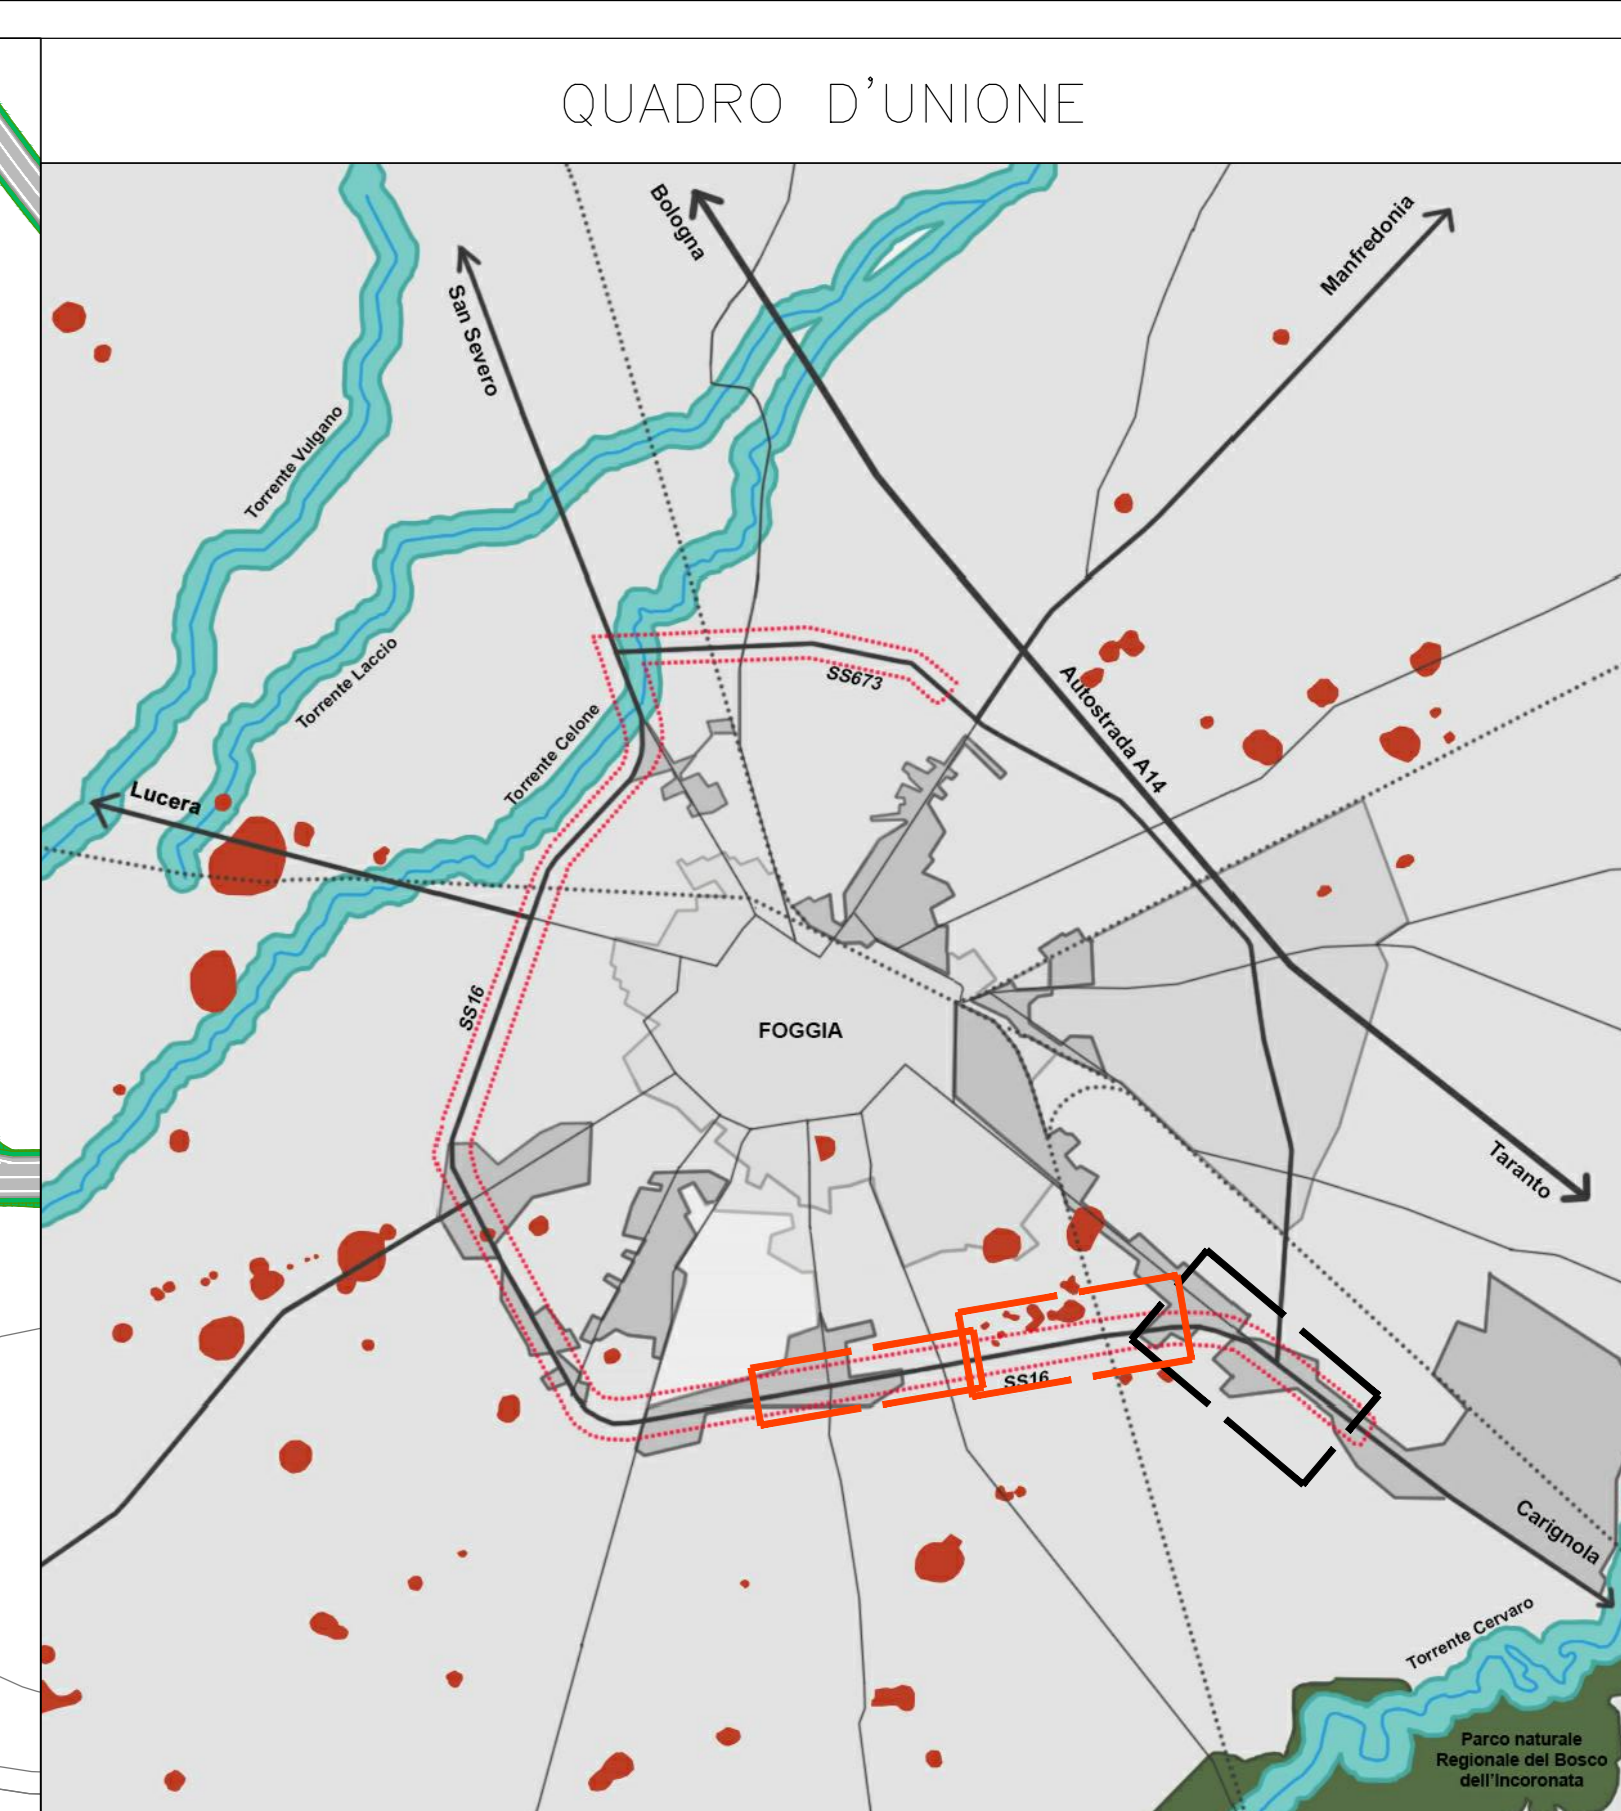 QUADRO D'UNIONE
Bologna
Manfredonia
San Severo
Torrente Vulgano
Torrente Laccio
SS673
Autostrada A14
Torrente Celone
Lucera
SS16
FOGGIA
Taranto
SS16
Carignola
Torrente Cervaro
Parco naturale
Regionale del Bosco
dell'Incoronata